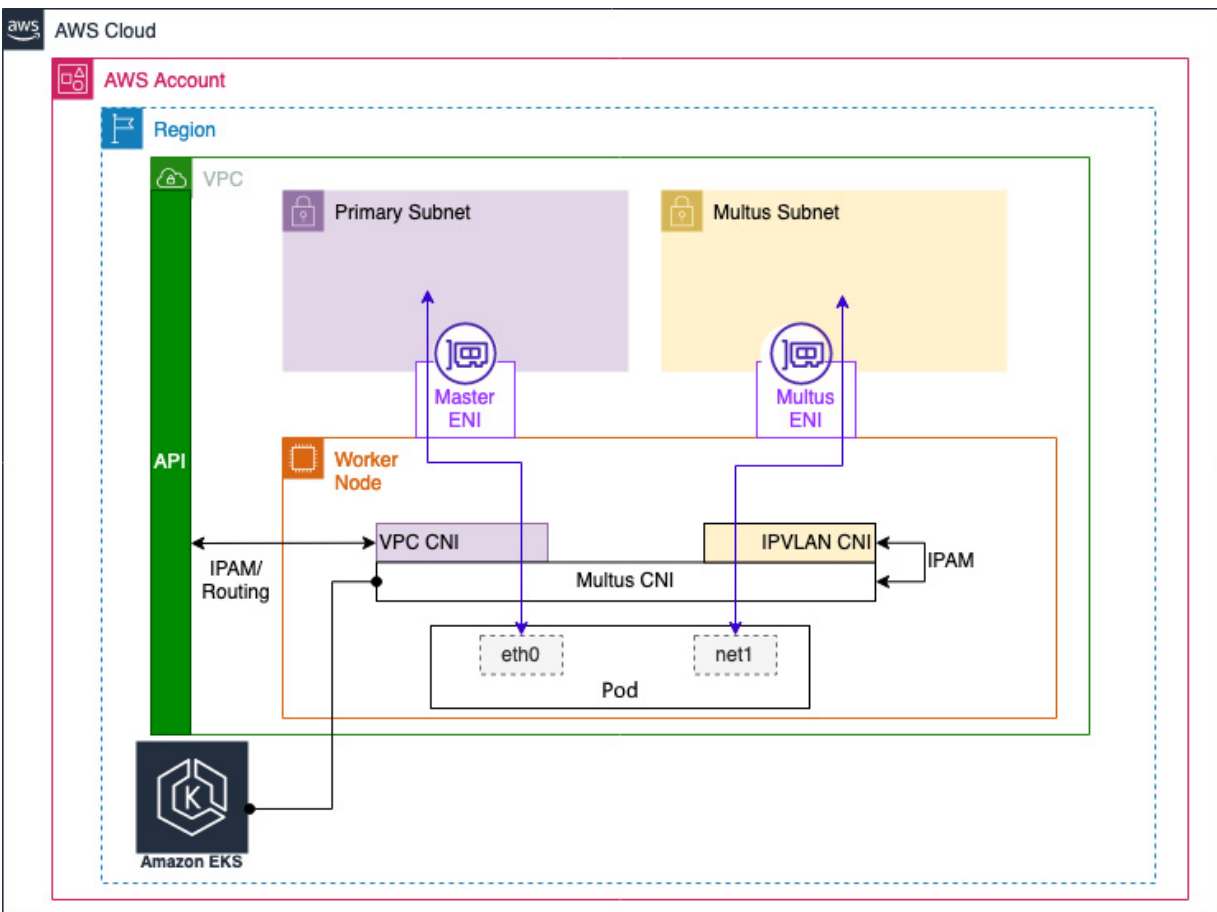 aws
AWS Cloud
AWS Account
Region
VPC
Primary Subnet
Multus Subnet
Master
ENI
Multus
ENI
API
Worker
Node
VPC CNI
IPVLAN CNI
IPAM
IPAM/
Routing
Multus CNI
eth0
net1
Pod
K
Amazon EKS